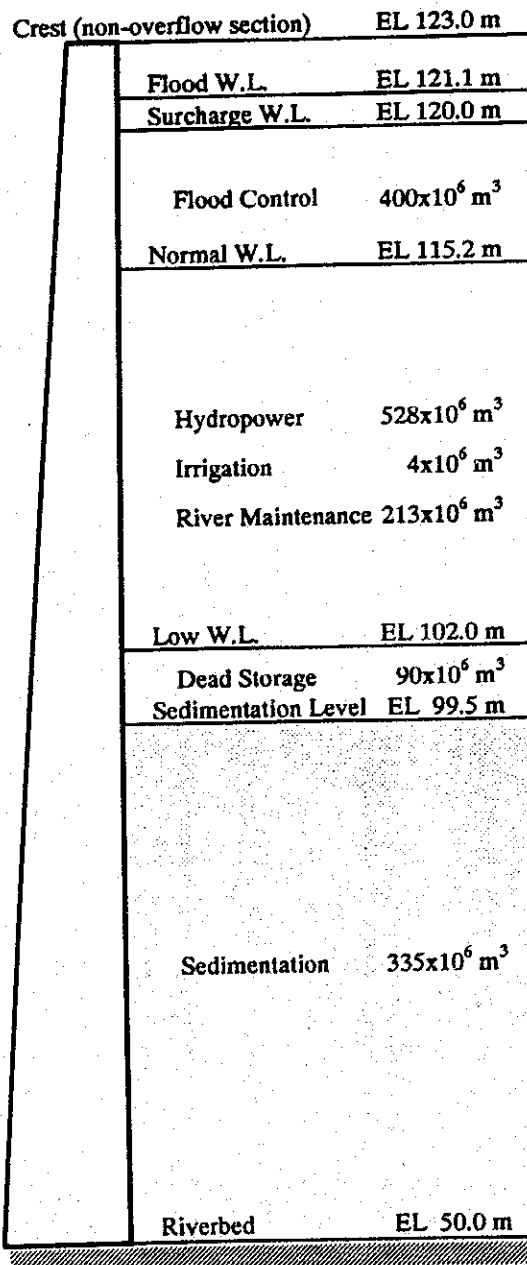 Crest (non-overflow section) EL 123.0 m
Flood W.L. EL 121.1 m
Surcharge W.L. EL 120.0 m
Flood Control 400x10⁶ m³
Normal W.L. EL 115.2 m
Hydropower 528x10⁶ m³
Irrigation 4x10⁶ m³
River Maintenance 213x10⁶ m³
Low W.L. EL 102.0 m
Dead Storage 90x10⁶ m³
Sedimentation Level EL 99.5 m
Sedimentation 335x10⁶ m³
Riverbed EL 50.0 m